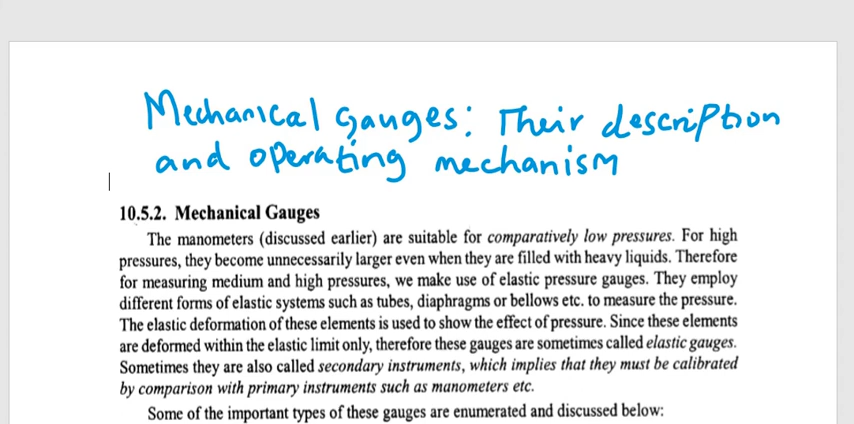 Mechanical Gauges: Their description
and operating mechanism
10.5.2. Mechanical Gauges
The manometers (discussed earlier) are suitable for comparatively low pressures. For high
pressures, they become unnecessarily larger even when they are filled with heavy liquids. Therefore
for measuring medium and high pressures, we make use of elastic pressure gauges. They employ
different forms of elastic systems such as tubes, diaphragms or bellows etc. to measure the pressure.
The elastic deformation of these elements is used to show the effect of pressure. Since these elements
are deformed within the elastic limit only, therefore these gauges are sometimes called elastic gauges.
Sometimes they are also called secondary instruments, which implies that they must be calibrated
by comparison with primary instruments such as manometers etc.
Some of the important types of these gauges are enumerated and discussed below: